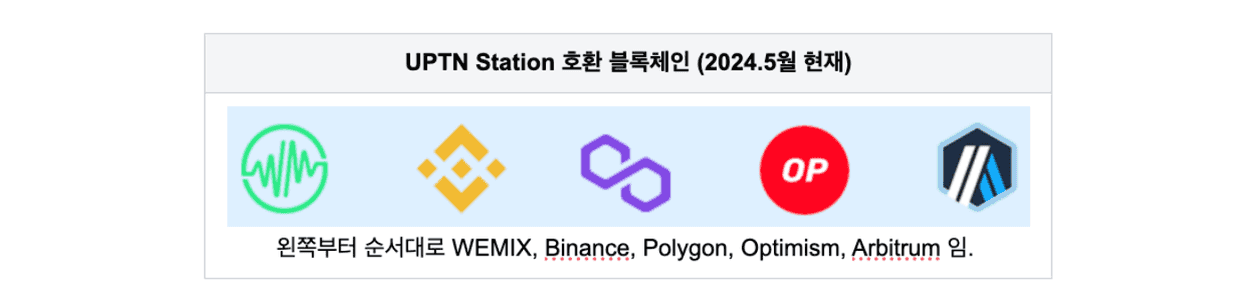 UPTN Station 호환 블록체인 (2024.5월 현재)
OP
왼쪽부터 순서대로 WEMIX, Binance, Polygon, Optimism, Arbitrum 임.